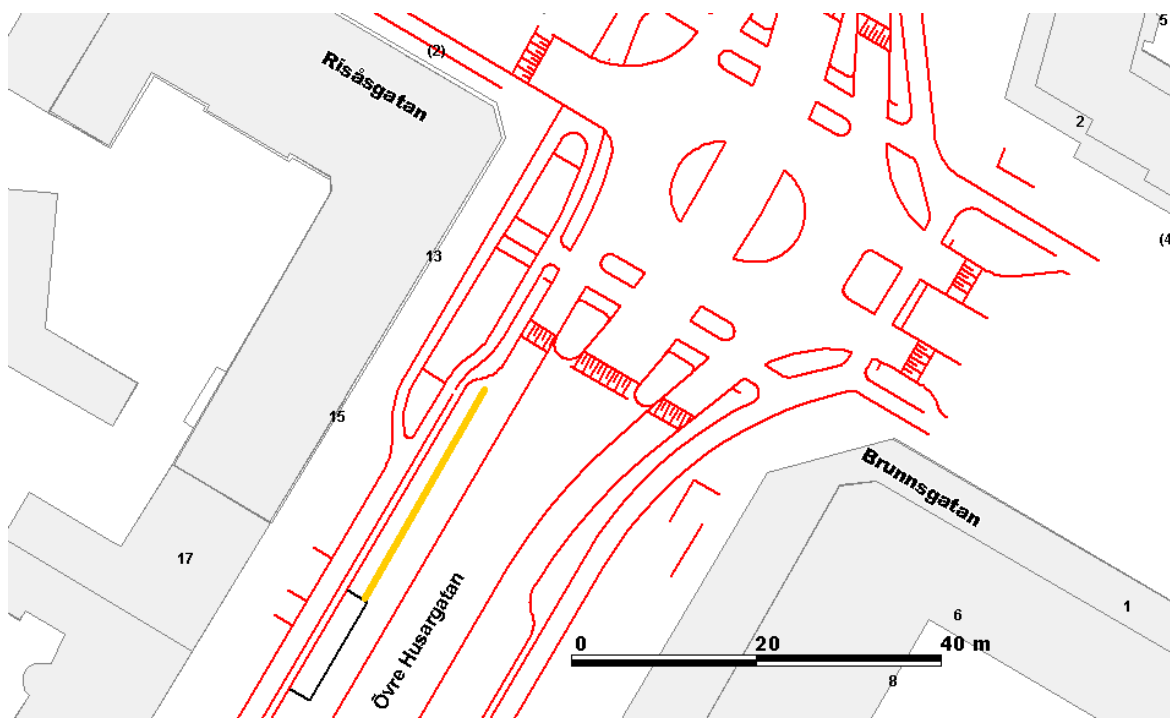 5
(2)
Risåsgatan
2
(4
13
15
Brunnsgatan
17
Övre Husargatan
6
1
0 20 40 m
8